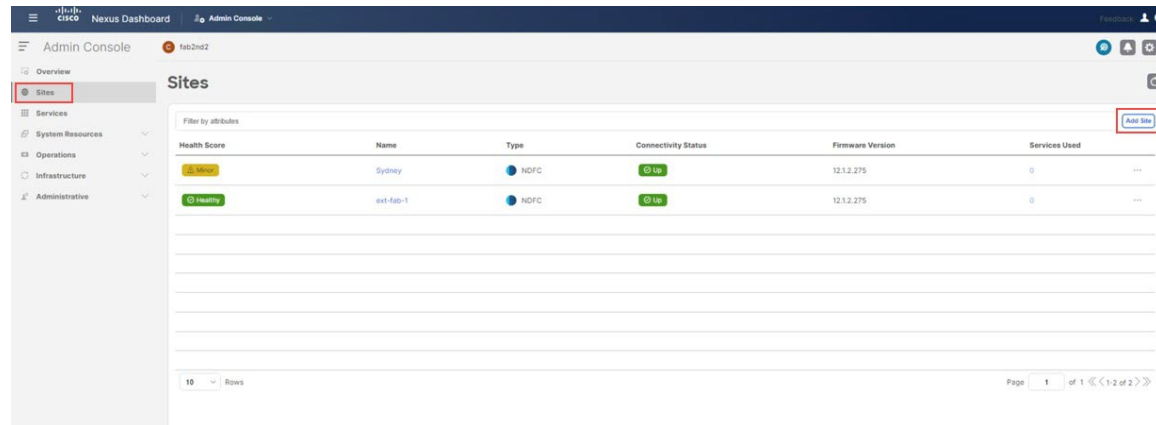 CISCO Nexus Dashboard Admin Console Feedback
Admin Console fab2nd2
Overview
Sites
Services
System Resources
Operations
Infrastructure
Administrative
Sites
Filter by attributes Add Site
Health Score Name Type Connectivity Status Firmware Version Services Used
Minor Sydney NDFC Up 12.1.2.275 0 ...
Healthy ext-fab-1 NDFC Up 12.1.2.275 0 ...
10 Rows Page 1 of 1 1-2 of 2